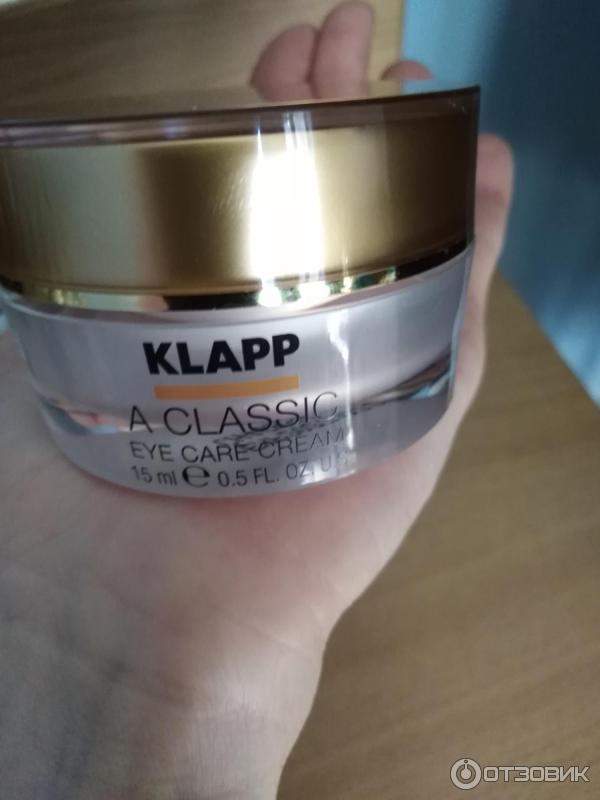 KLAPP
A CLASSIC
EYE CARE CREAM
15 ml e 0.5 FL. OZ. U.S
ОТЗОВИК